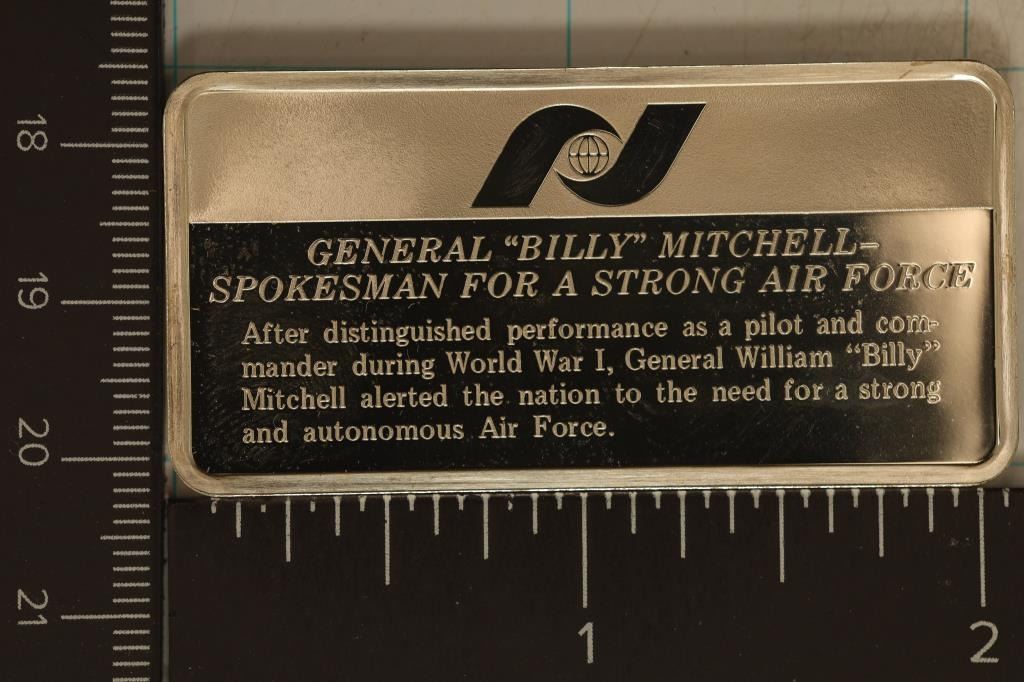 GENERAL “BILLY” MITCHELL–
SPOKESMAN FOR A STRONG AIR FORCE
After distinguished performance as a pilot and com-
mander during World War I, General William “Billy”
Mitchell alerted the nation to the need for a strong
and autonomous Air Force.
18
19
20
21
1
2